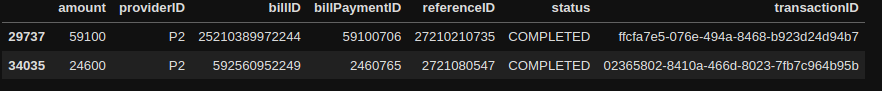 amount providerID billID billPaymentID referenceID status transactionID
29737 59100 P2 25210389972244 59100706 27210210735 COMPLETED ffcfa7e5-076e-494a-8468-b923d24d94b7
34035 24600 P2 592560952249 2460765 2721080547 COMPLETED 02365802-8410-466d-8023-7fb7c964b95b